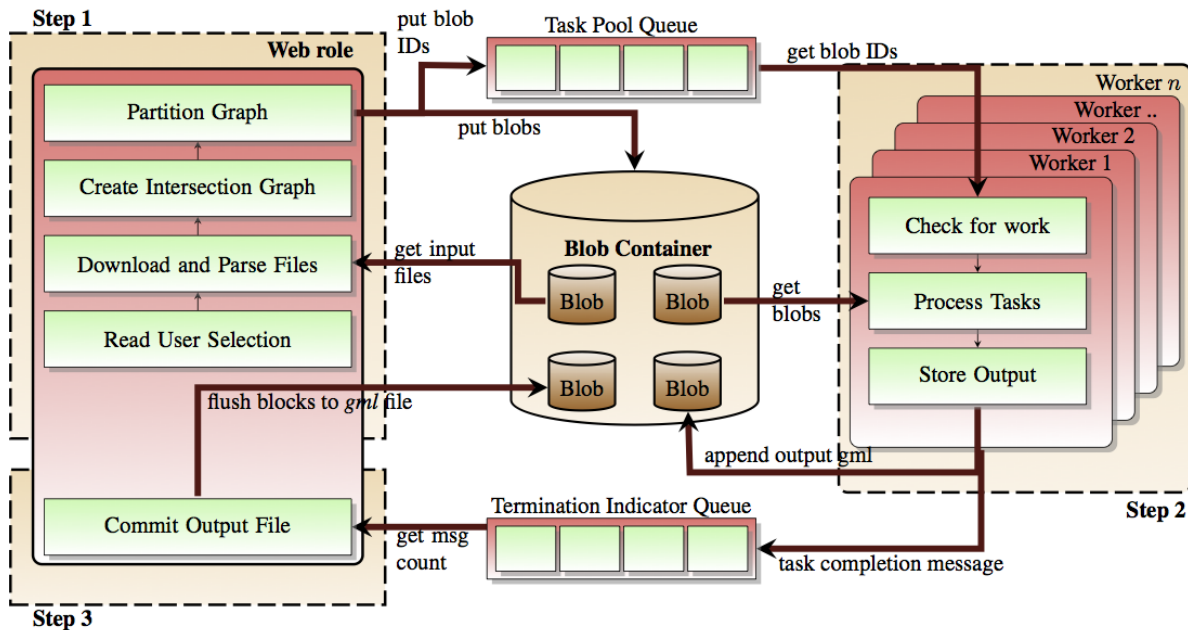 Step 1
Web role
Partition Graph
Create Intersection Graph
Download and Parse Files
Read User Selection
put blob
IDs
Task Pool Queue
get blob IDs
put blobs
Blob Container
Blob
Blob
Blob
Blob
get input
files
get
blobs
flush blocks to gml file
append output gml
Worker n
Worker ..
Worker 2
Worker 1
Check for work
Process Tasks
Store Output
Step 2
Commit Output File
get msg
count
Termination Indicator Queue
task completion message
Step 3